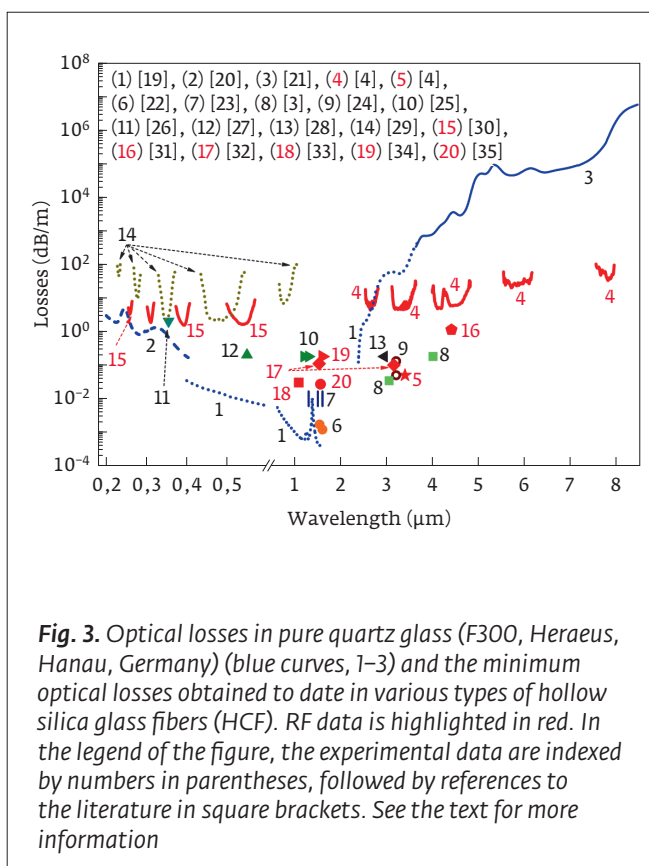 10⁸
(1) [19], (2) [20], (3) [21], (4) [4], (5) [4],
(6) [22], (7) [23], (8) [3], (9) [24], (10) [25],
(11) [26], (12) [27], (13) [28], (14) [29], (15) [30],
(16) [31], (17) [32], (18) [33], (19) [34], (20) [35]
10⁶
10⁴
10²
10⁰
10⁻²
10⁻⁴
Losses (dB/m)
3
14
4 4 4 4 4
1
15 2 15 15
16
11
12
10 19
17
13 9
8
18 20
7
8 5
1
1
6
0,2 0,3 0,4 0,5 1 2 3 4 5 6 7 8
Wavelength (μm)
Fig. 3. Optical losses in pure quartz glass (F300, Heraeus,
Hanau, Germany) (blue curves, 1–3) and the minimum
optical losses obtained to date in various types of hollow
silica glass fibers (HCF). RF data is highlighted in red. In
the legend of the figure, the experimental data are indexed
by numbers in parentheses, followed by references to
the literature in square brackets. See the text for more
information